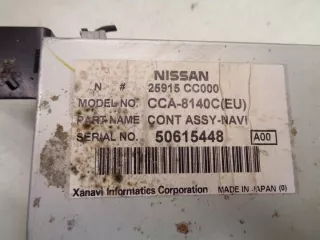 NISSAN
N # 25915 CC000
MODEL NO. CCA-8140C(EU)
PART NAME CONT ASSY-NAVI
SERIAL NO. 50615448 A00
Xanavi Informatics Corporation MADE IN JAPAN (0)